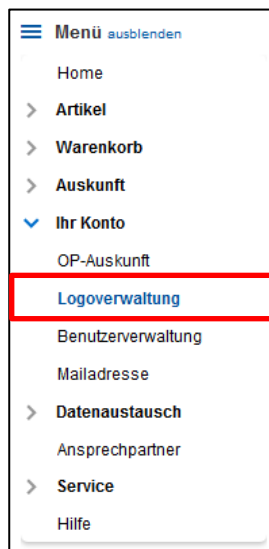 Menü ausblenden
Home
Artikel
Warenkorb
Auskunft
Ihr Konto
OP-Auskunft
Logoverwaltung
Benutzerverwaltung
Mailadresse
Datenaustausch
Ansprechpartner
Service
Hilfe